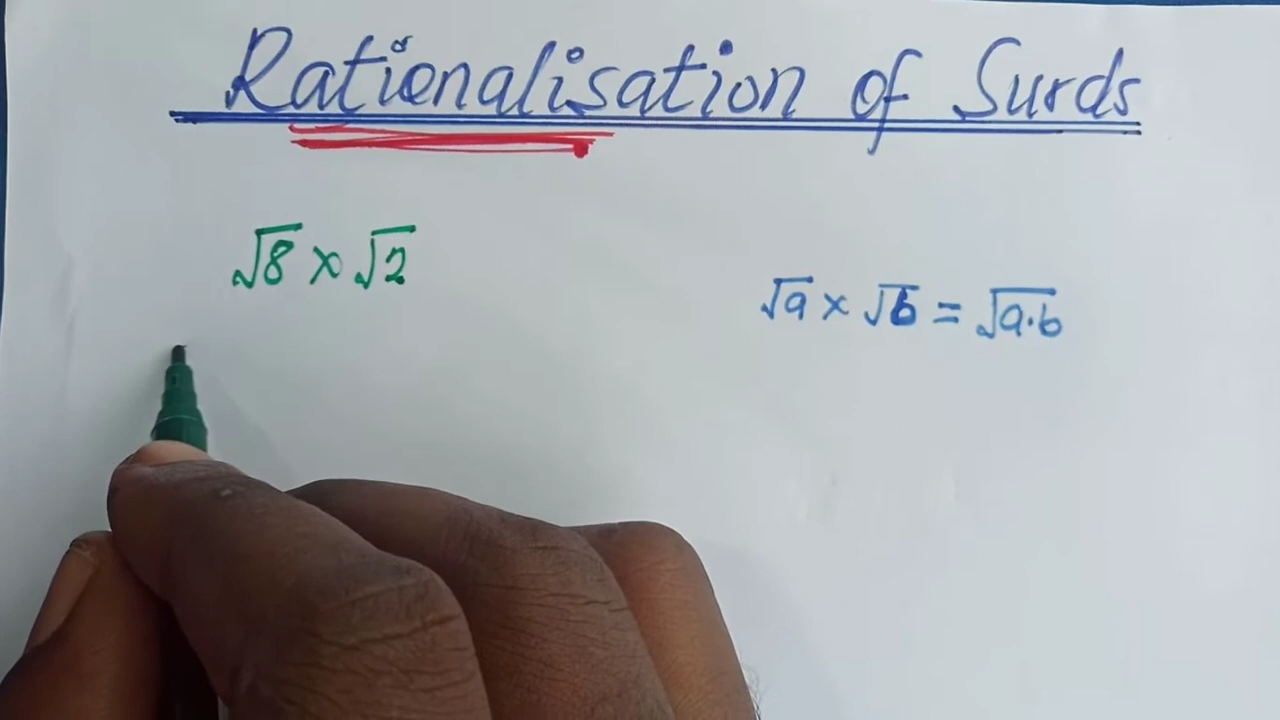 Rationalisation of Surds
√8 × √2
√a × √b = √a·b